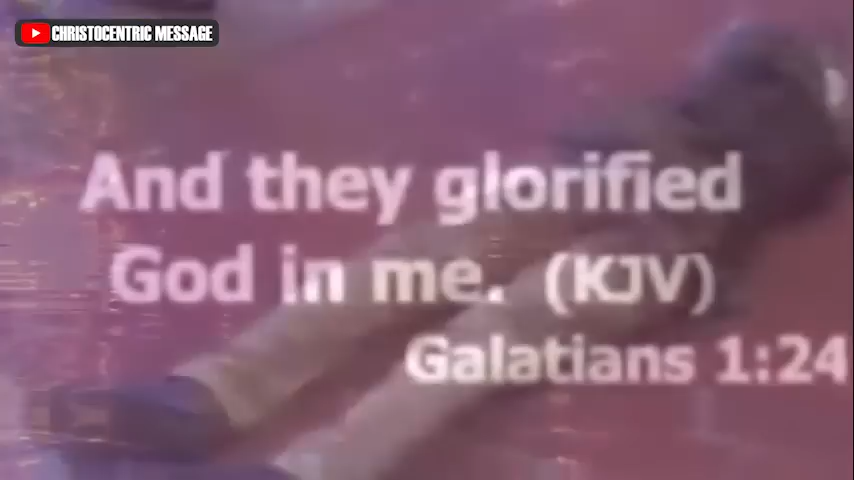 CHRISTOCENTRIC MESSAGE
And they glorified
God in me. (KJV)
Galatians 1:24